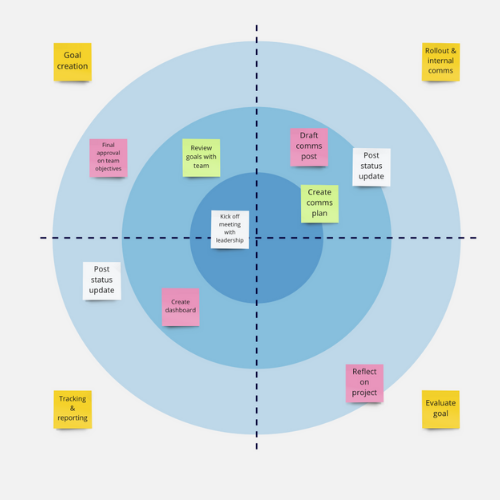 Goal
creation
Rollout &
internal
comms
Final
approval
on team
objectives
Review
goals with
team
Draft
comms
post
Post
status
update
Create
comms
plan
Kick off
meeting
with
leadership
Post
status
update
Create
dashboard
Reflect
on
project
Tracking
&
reporting
Evaluate
goal